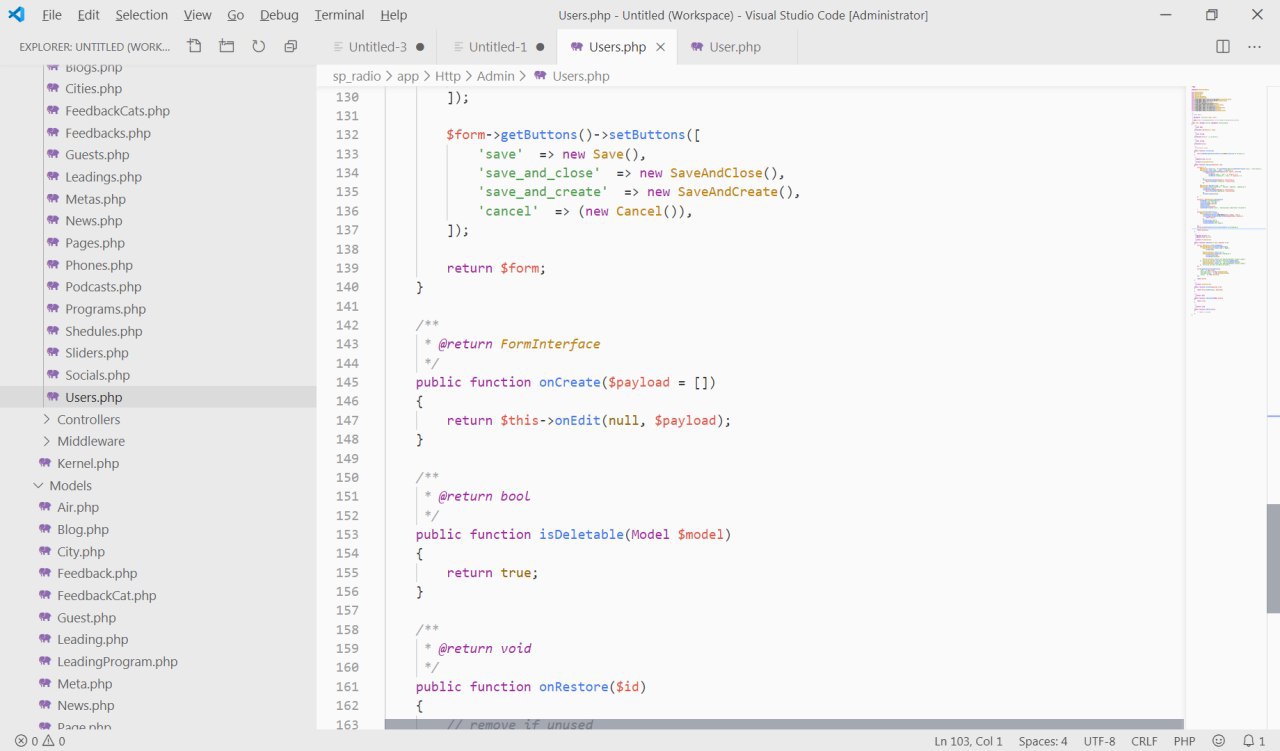 File Edit Selection View Go Debug Terminal Help
Users.php - Untitled (Workspace) - Visual Studio Code [Administrator]
EXPLORER: UNTITLED (WORK...
Untitled-3
Untitled-1
Users.php
User.php
sp_radio > app > Http > Admin > Users.php
Blogs.php
Cities.php
FeedbackCats.php
Feedbacks.php
Guests.php
Leadings.php
Metas.php
News.php
Pages.php
Phones.php
Podcasts.php
Programs.php
Shedules.php
Sliders.php
Socials.php
Users.php
Controllers
Middleware
Kernel.php
Models
Air.php
Blog.php
City.php
Feedback.php
FeedbackCat.php
Guest.php
Leading.php
LeadingProgram.php
Meta.php
News.php
Page.php
130 ]);
131
132 $form->getButtons()->setButtons([
133 'save' => new Save(),
134 'save_and_close' => new SaveAndClose(),
135 'save_and_create' => new SaveAndCreate(),
136 'cancel' => (new Cancel()),
137 ]);
138
139 return $form;
140 }
141
142 /**
143 * @return FormInterface
144 */
145 public function onCreate($payload = [])
146 {
147 return $this->onEdit(null, $payload);
148 }
149
150 /**
151 * @return bool
152 */
153 public function isDeletable(Model $model)
154 {
155 return true;
156 }
157
158 /**
159 * @return void
160 */
161 public function onRestore($id)
162 {
163 // remove if unused
0 0
Ln 103, Col 1 Spaces: 4 UTF-8 CRLF PHP 1